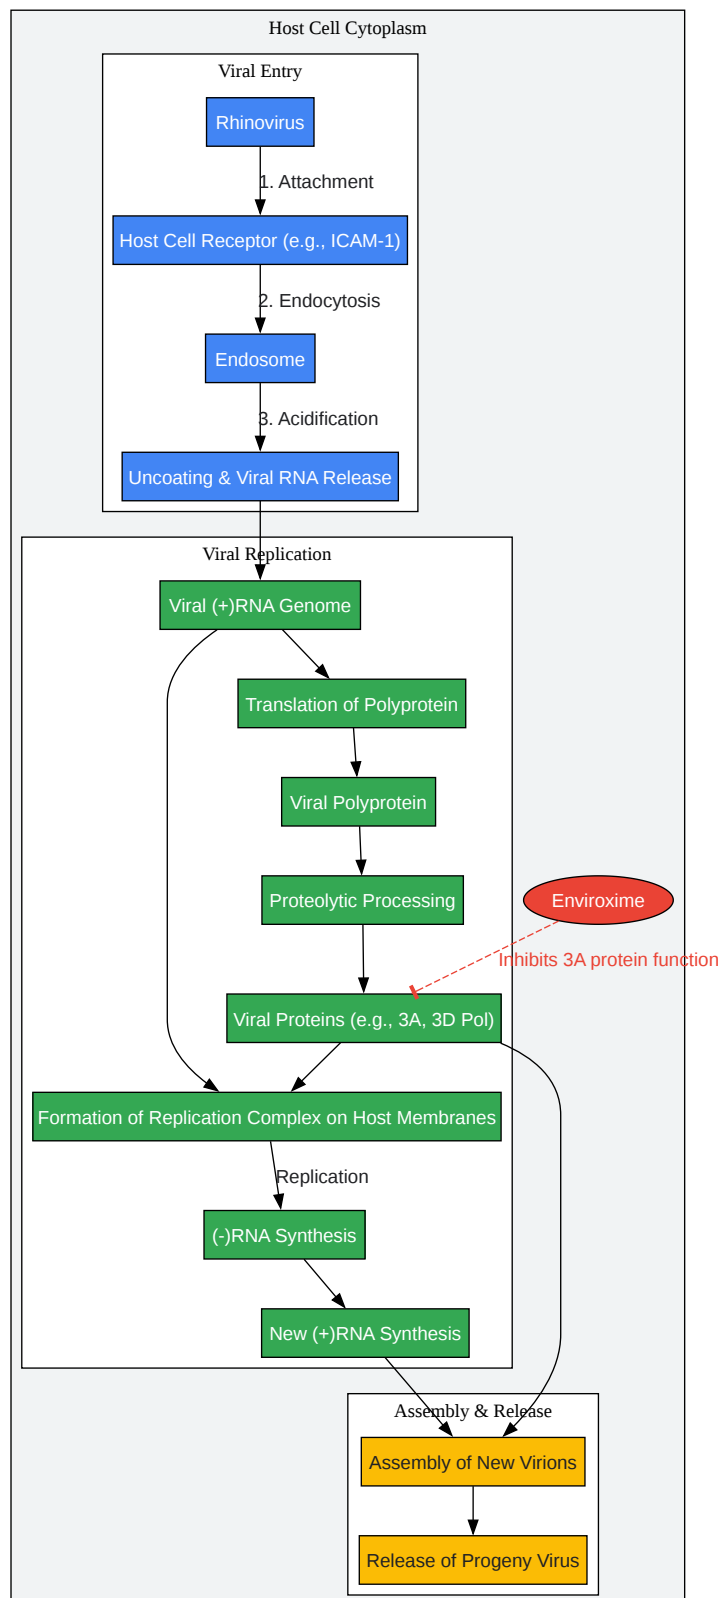 Host Cell Cytoplasm
Viral Entry
Rhinovirus
1. Attachment
Host Cell Receptor (e.g., ICAM-1)
2. Endocytosis
Endosome
3. Acidification
Uncoating & Viral RNA Release
Viral Replication
Viral (+)RNA Genome
Translation of Polyprotein
Viral Polyprotein
Proteolytic Processing
Enviroxime
Inhibits 3A protein function
Viral Proteins (e.g., 3A, 3D Pol)
Formation of Replication Complex on Host Membranes
Replication
(-)RNA Synthesis
New (+)RNA Synthesis
Assembly & Release
Assembly of New Virions
Release of Progeny Virus